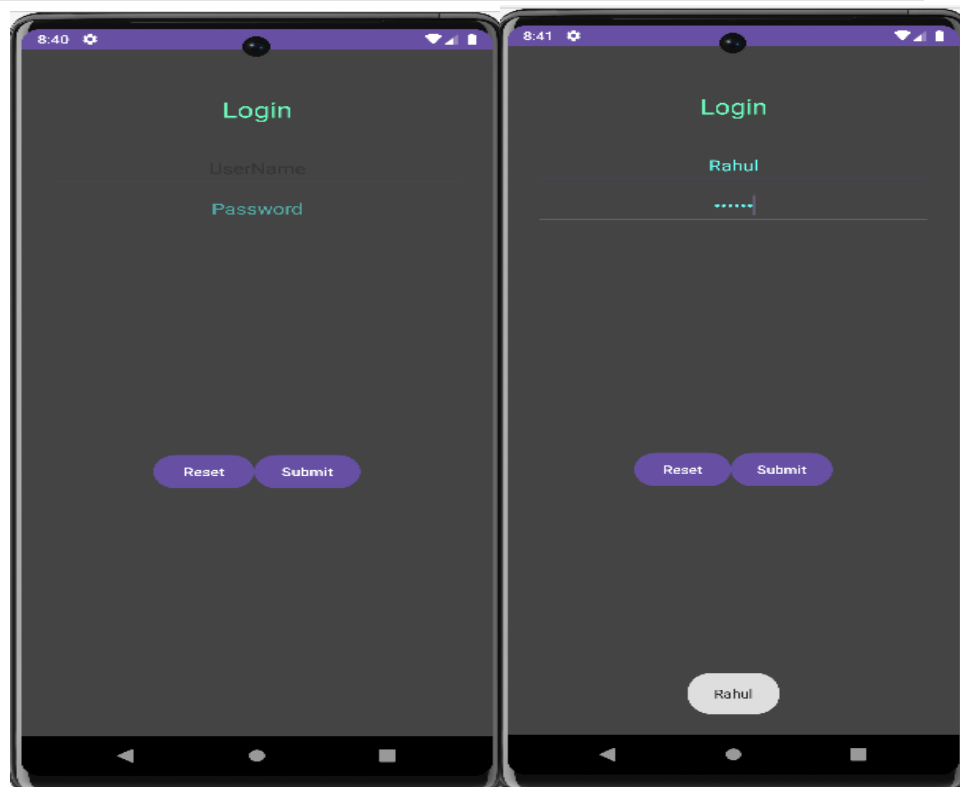 8:40
Login
UserName
Password
Reset Submit
8:41
Login
Rahul
••••••
Reset Submit
Rahul